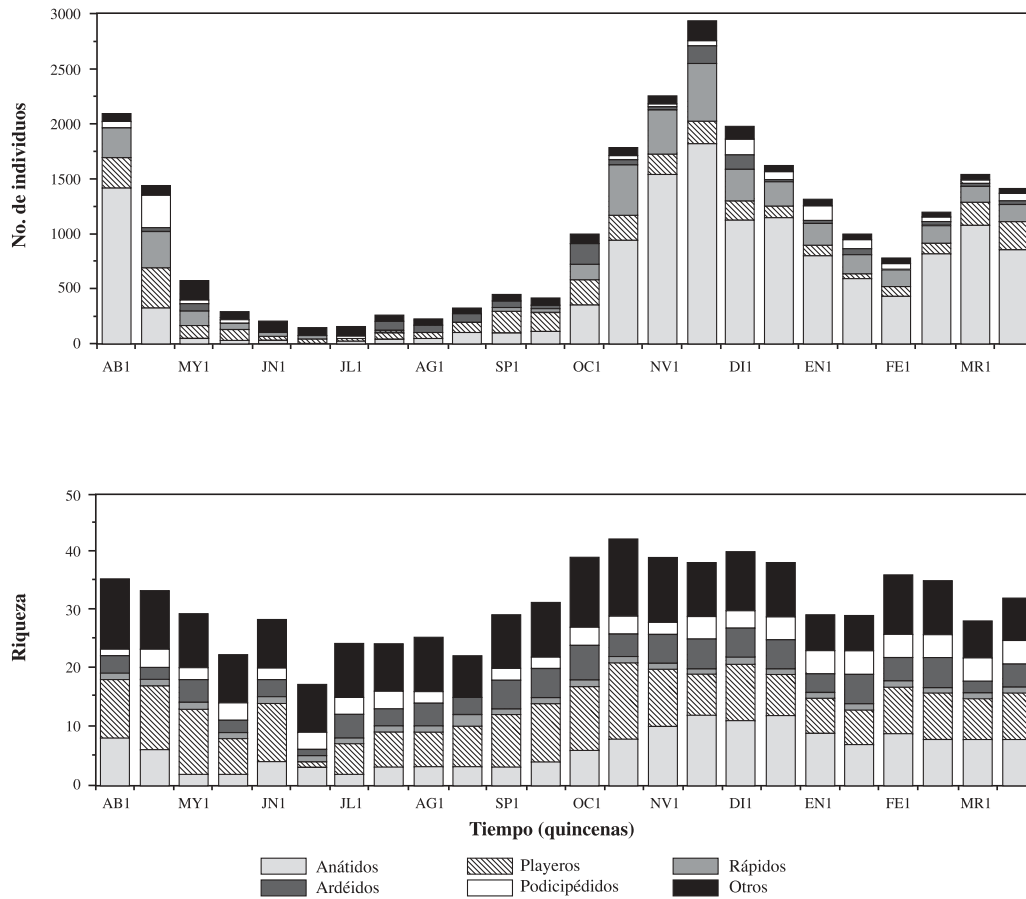 3000
2500
2000
1500
1000
500
0
No. de individuos
AB1 MY1 JN1 JL1 AG1 SP1 OC1 NV1 DI1 EN1 FE1 MR1
50
40
30
20
10
0
Riqueza
AB1 MY1 JN1 JL1 AG1 SP1 OC1 NV1 DI1 EN1 FE1 MR1
Tiempo (quincenas)
Anátidos Playeros Rápidos
Ardéidos Podicipédidos Otros